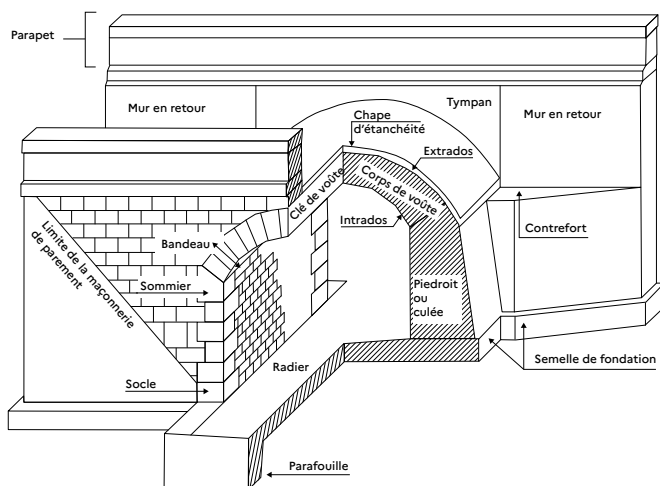 Parapet
Mur en retour
Tympan
Mur en retour
Chape
d'étanchéité
Extrados
Clé de voûte
Corps de voûte
Intrados
Contrefort
Limite de la maçonnerie
de parement
Bandeau
Sommier
Piedroit
ou
culée
Semelle de fondation
Radier
Socle
Parafouille